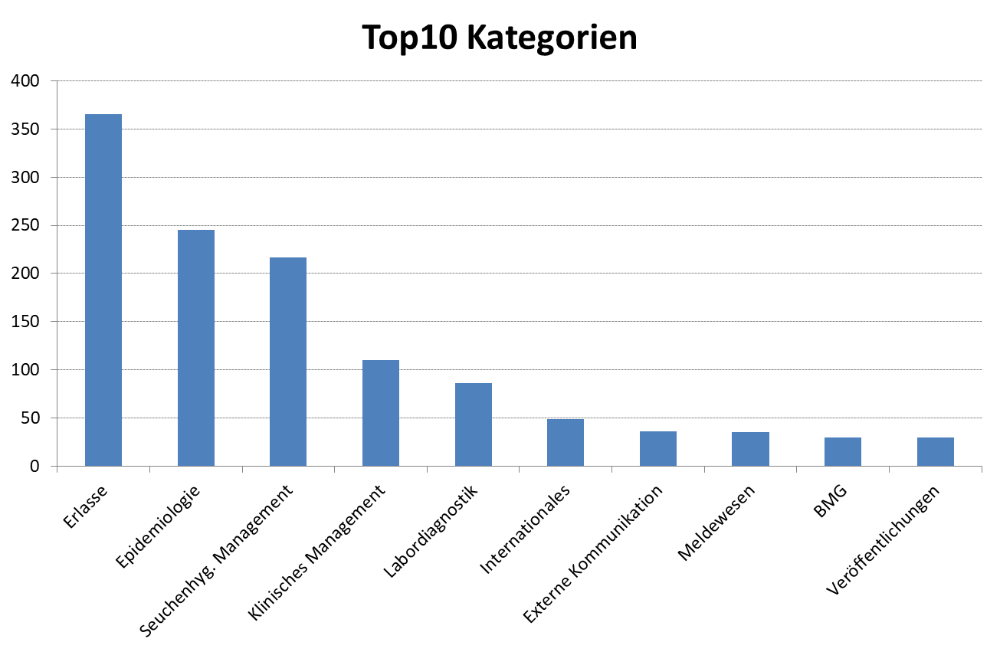 Top10 Kategorien
400
350
300
250
200
150
100
50
0
Erlasse
Epidemiologie
Seuchenhyg. Management
Klinisches Management
Labordiagnostik
Internationales
Externe Kommunikation
Meldewesen
BMG
Veröffentlichungen